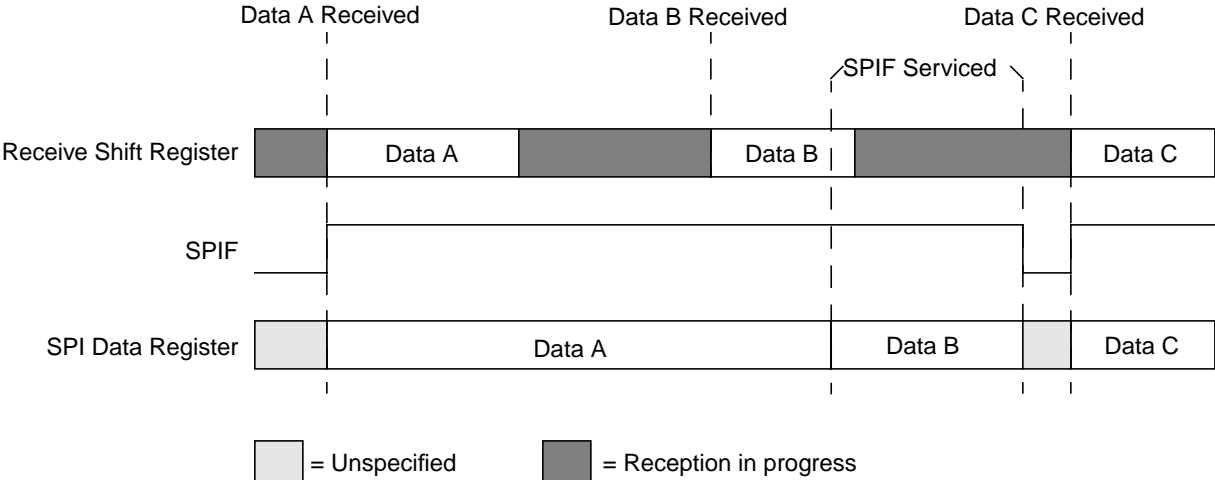 Data A Received
Data B Received
Data C Received
SPIF Serviced
Receive Shift Register
Data A
Data B
Data C
SPIF
SPI Data Register
Data A
Data B
Data C
= Unspecified
= Reception in progress